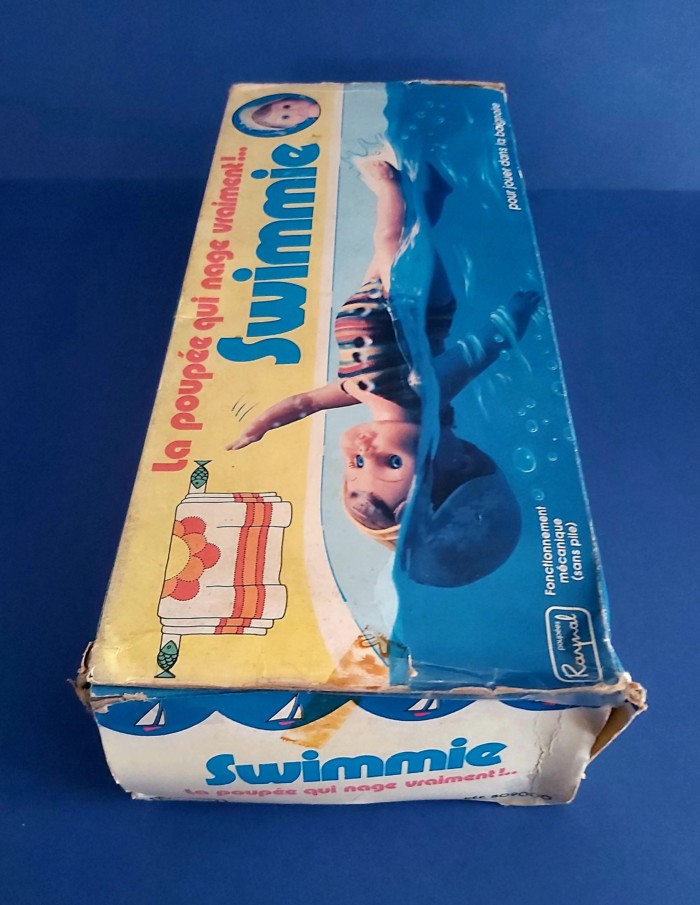 La poupée qui nage vraiment!...
Swimmie
pour jouer dans la baignoire
Fonctionnement
mécanique
(sans pile)
poupées
Raynal
Swimmie
La poupée qui nage vraiment!...